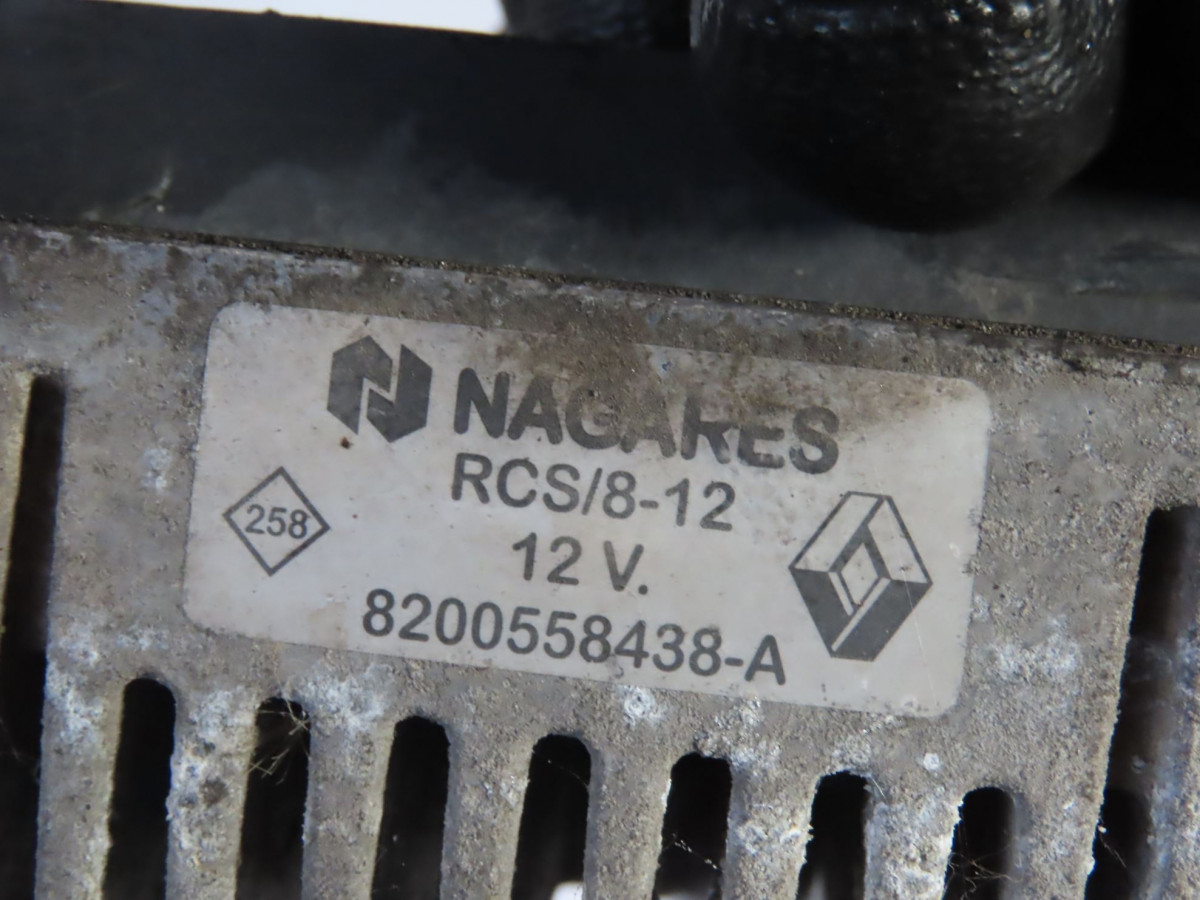 NAGARES
RCS/8-12
258
12 V.
8200558438-A